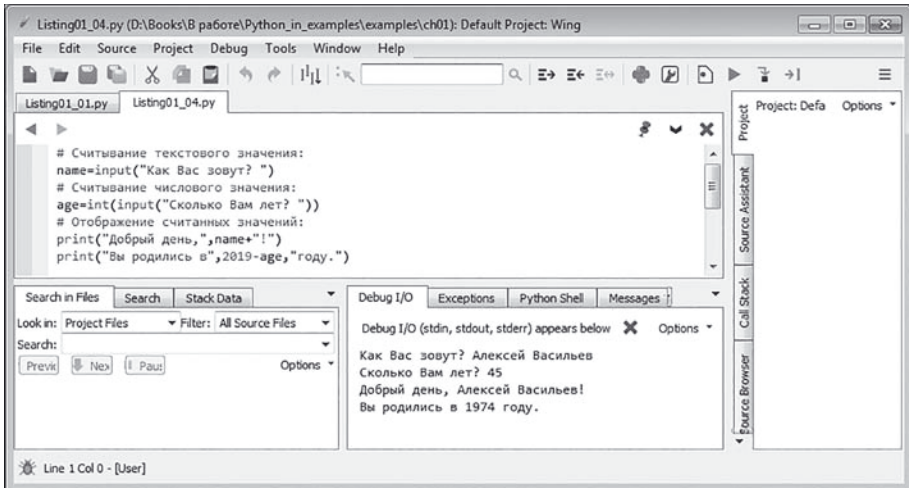 Listing01_04.py (D:\Books\В работе\Python_in_examples\examples\ch01): Default Project: Wing
File Edit Source Project Debug Tools Window Help
Listing01_01.py Listing01_04.py
# Считывание текстового значения:
name=input("Как Вас зовут? ")
# Считывание числового значения:
age=int(input("Сколько Вам лет? "))
# Отображение считанных значений:
print("Добрый день,",name+"!")
print("Вы родились в",2019-age,"году.")
Search in Files Search Stack Data
Look in: Project Files Filter: All Source Files
Search:
Previ Nex Paus
Options
Debug I/O Exceptions Python Shell Messages
Debug I/O (stdin, stdout, stderr) appears below Options
Как Вас зовут? Алексей Васильев
Сколько Вам лет? 45
Добрый день, Алексей Васильев!
Вы родились в 1974 году.
Project
Source Assistant
Call Stack
Source Browser
Project: Defa Options
Line 1 Col 0 - [User]